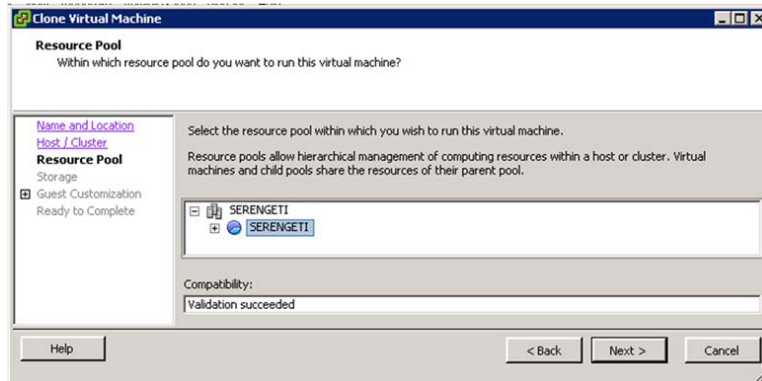 Clone Virtual Machine
Resource Pool
Within which resource pool do you want to run this virtual machine?
Name and Location
Host / Cluster
Resource Pool
Storage
Guest Customization
Ready to Complete
Select the resource pool within which you wish to run this virtual machine.
Resource pools allow hierarchical management of computing resources within a host or cluster. Virtual
machines and child pools share the resources of their parent pool.
SERENGETI
SERENGETI
Compatibility:
Validation succeeded
Help
< Back
Next >
Cancel